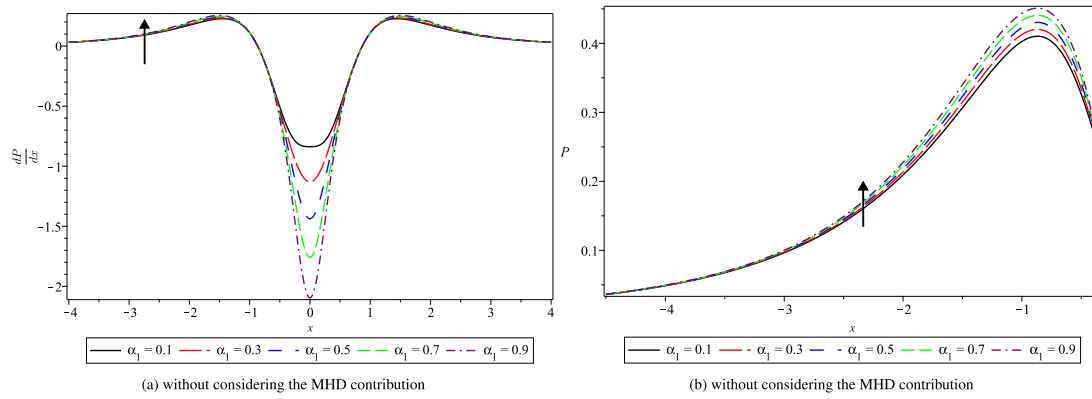 0
−0.5
−1
−1.5
−2
dP
dx
−4 −3 −2 −1 0 1 2 3 4
x
α1 = 0.1 α1 = 0.3 α1 = 0.5 α1 = 0.7 α1 = 0.9
(a) without considering the MHD contribution
0.4
0.3
P
0.2
0.1
−4 −3 −2 −1
x
α1 = 0.1 α1 = 0.3 α1 = 0.5 α1 = 0.7 α1 = 0.9
(b) without considering the MHD contribution